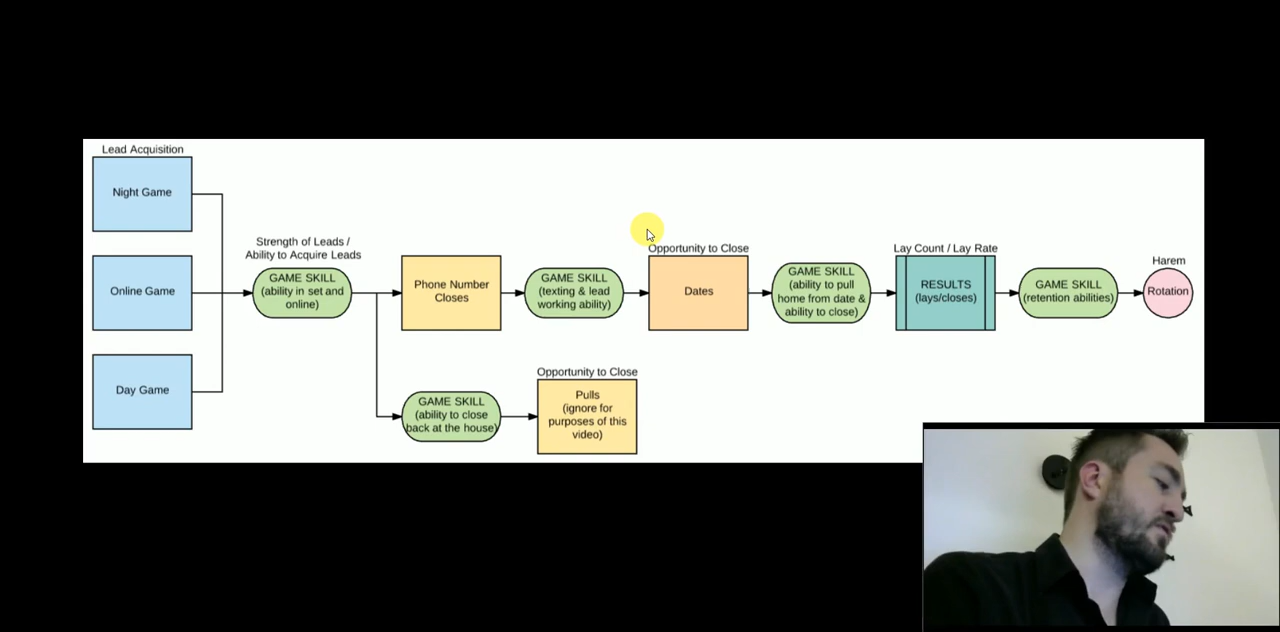 Lead Acquisition
Night Game
Online Game
Day Game
Strength of Leads /
Ability to Acquire Leads
GAME SKILL
(ability in set and
online)
Phone Number
Closes
GAME SKILL
(texting & lead
working ability)
Opportunity to Close
Dates
GAME SKILL
(ability to pull
home from date &
ability to close)
Lay Count / Lay Rate
RESULTS
(lays/closes)
GAME SKILL
(retention abilities)
Harem
Rotation
GAME SKILL
(ability to close
back at the house)
Opportunity to Close
Pulls
(ignore for
purposes of this
video)